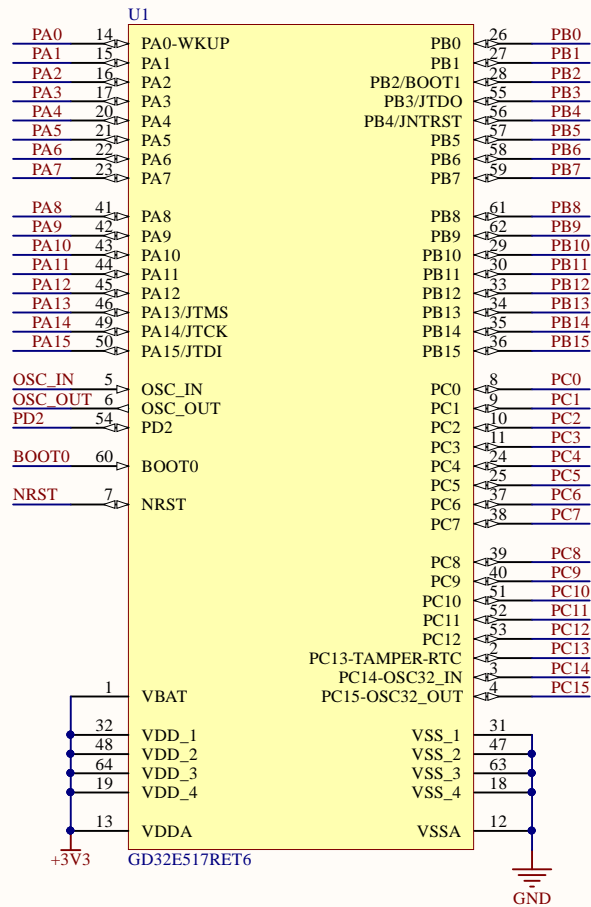 U1
PA0 14 PA0-WKUP PB0 26 PB0
PA1 15 PA1 PB1 27 PB1
PA2 16 PA2 PB2/BOOT1 28 PB2
PA3 17 PA3 PB3/JTDO 55 PB3
PA4 20 PA4 PB4/JNTRST 56 PB4
PA5 21 PA5 PB5 57 PB5
PA6 22 PA6 PB6 58 PB6
PA7 23 PA7 PB7 59 PB7
PA8 41 PA8 PB8 61 PB8
PA9 42 PA9 PB9 62 PB9
PA10 43 PA10 PB10 29 PB10
PA11 44 PA11 PB11 30 PB11
PA12 45 PA12 PB12 33 PB12
PA13 46 PA13/JTMS PB13 34 PB13
PA14 49 PA14/JTCK PB14 35 PB14
PA15 50 PA15/JTDI PB15 36 PB15
OSC_IN 5 OSC_IN PC0 8 PC0
OSC_OUT 6 OSC_OUT PC1 9 PC1
PD2 54 PD2 PC2 10 PC2
PC3 11 PC3
BOOT0 60 BOOT0 PC4 24 PC4
PC5 25 PC5
NRST 7 NRST PC6 37 PC6
PC7 38 PC7
PC8 39 PC8
PC9 40 PC9
PC10 51 PC10
PC11 52 PC11
PC12 53 PC12
PC13-TAMPER-RTC 2 PC13
PC14-OSC32_IN 3 PC14
1 VBAT PC15-OSC32_OUT 4 PC15
32 VDD_1 VSS_1 31
48 VDD_2 VSS_2 47
64 VDD_3 VSS_3 63
19 VDD_4 VSS_4 18
13 VDDA VSSA 12
+3V3 GD32E517RET6
GND